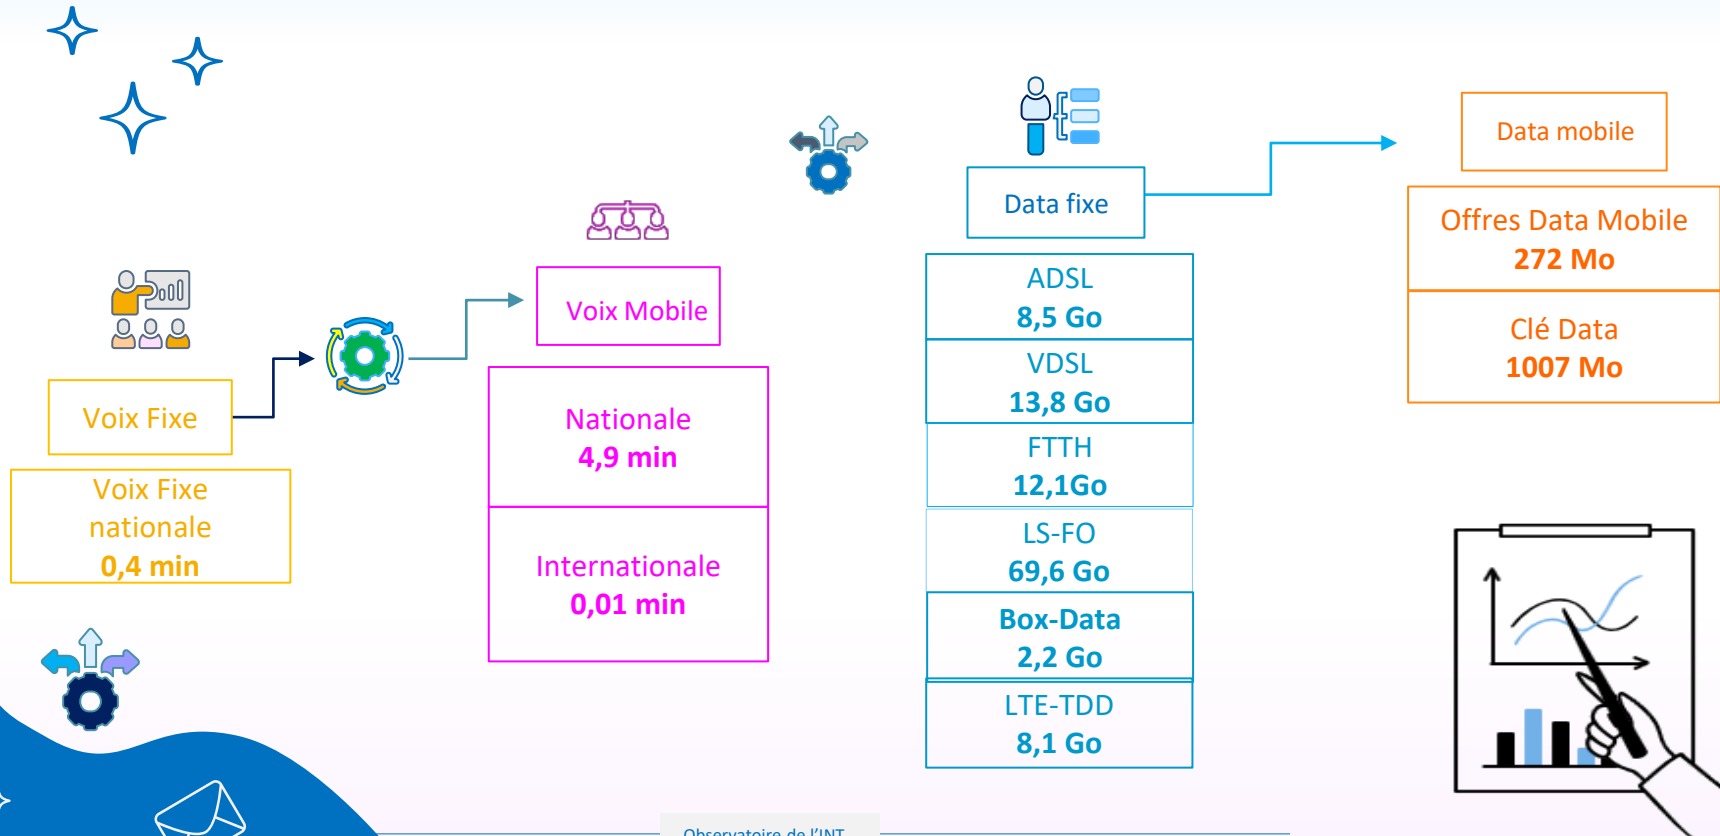 Voix Fixe
Voix Fixe
nationale
0,4 min
Voix Mobile
Nationale
4,9 min
Internationale
0,01 min
Data fixe
ADSL
8,5 Go
VDSL
13,8 Go
FTTH
12,1Go
LS-FO
69,6 Go
Box-Data
2,2 Go
LTE-TDD
8,1 Go
Data mobile
Offres Data Mobile
272 Mo
Clé Data
1007 Mo
Observatoire de l'INT